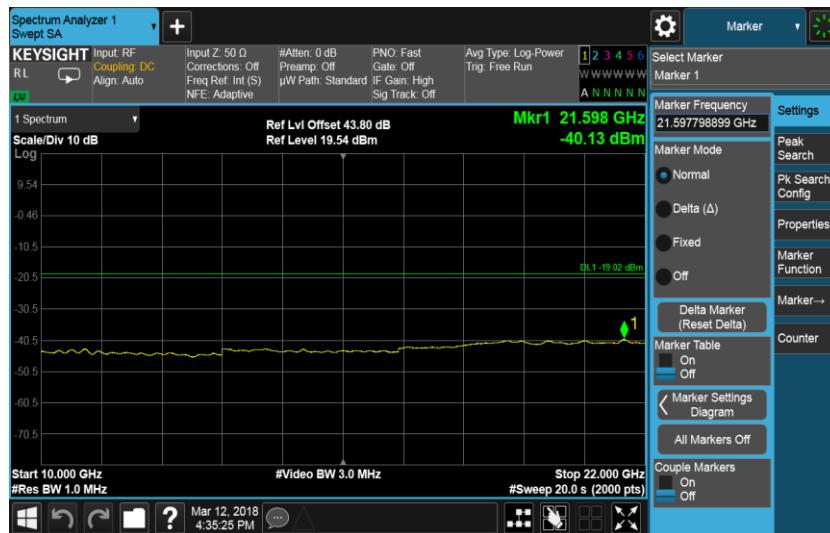 Spectrum Analyzer 1
Swept SA
+
Marker
KEYSIGHT
RL
LXI
Input: RF
Coupling: DC
Align: Auto
Input Z: 50 Ω
Corrections: Off
Freq Ref: Int (S)
NFE: Adaptive
#Atten: 0 dB
Preamp: Off
µW Path: Standard
PNO: Fast
Gate: Off
IF Gain: High
Sig Track: Off
Avg Type: Log-Power
Trig: Free Run
1 2 3 4 5 6
W W W W W W
A N N N N N
Select Marker
Marker 1
1 Spectrum
Scale/Div 10 dB
Ref Lvl Offset 43.80 dB
Ref Level 19.54 dBm
Mkr1 21.598 GHz
-40.13 dBm
Log
9.54
-0.46
-10.5
-20.5
-30.5
-40.5
-50.5
-60.5
-70.5
DL1 -19.02 dBm
1
Start 10.000 GHz
#Res BW 1.0 MHz
#Video BW 3.0 MHz
Stop 22.000 GHz
#Sweep 20.0 s (2000 pts)
Marker Frequency
21.597798899 GHz
Marker Mode
Normal
Delta (Δ)
Fixed
Off
Delta Marker
(Reset Delta)
Marker Table
On
Off
Marker Settings
Diagram
All Markers Off
Couple Markers
On
Off
Settings
Peak
Search
Pk Search
Config
Properties
Marker
Function
Marker→
Counter
?
Mar 12, 2018
4:35:25 PM